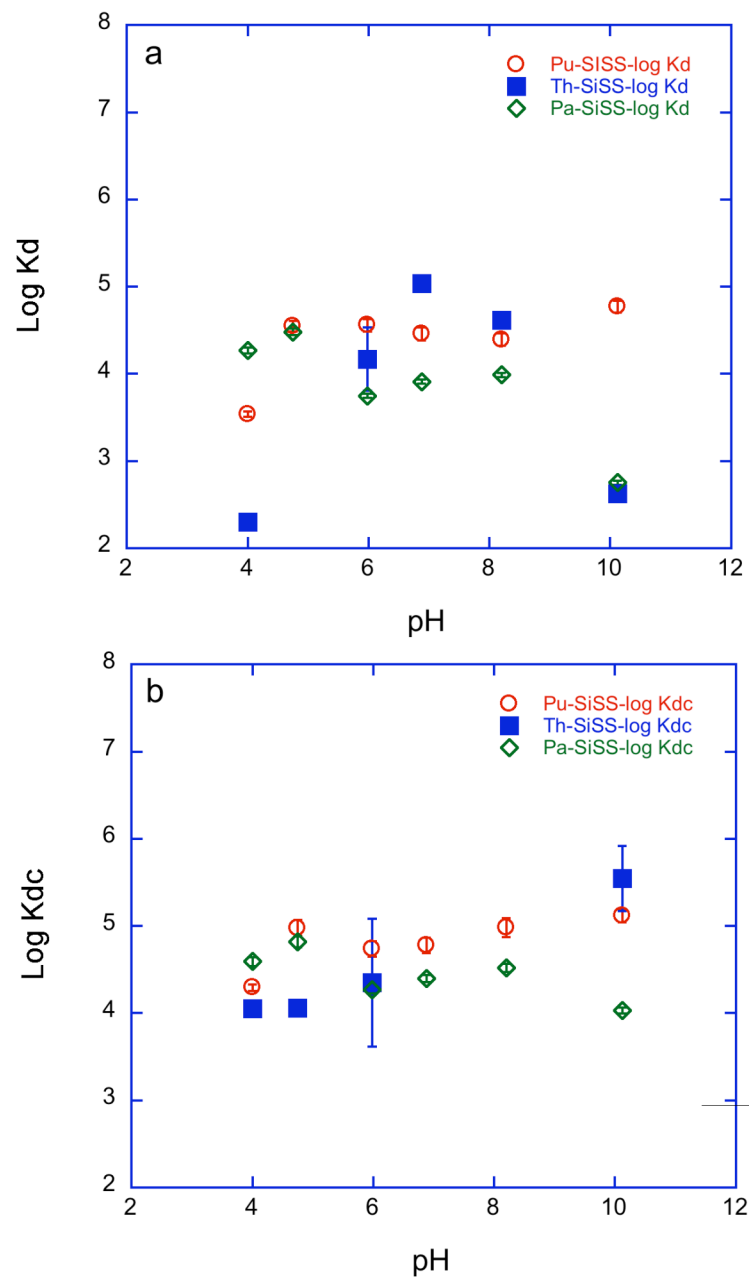 8
a
Pu-SISS-log Kd
Th-SiSS-log Kd
7
Pa-SiSS-log Kd
6
Log Kd
5
4
3
2
2 4 6 8 10 12
pH
8
b
Pu-SiSS-log Kdc
Th-SiSS-log Kdc
7
Pa-SiSS-log Kdc
6
Log Kdc
5
4
3
2
2 4 6 8 10 12
pH